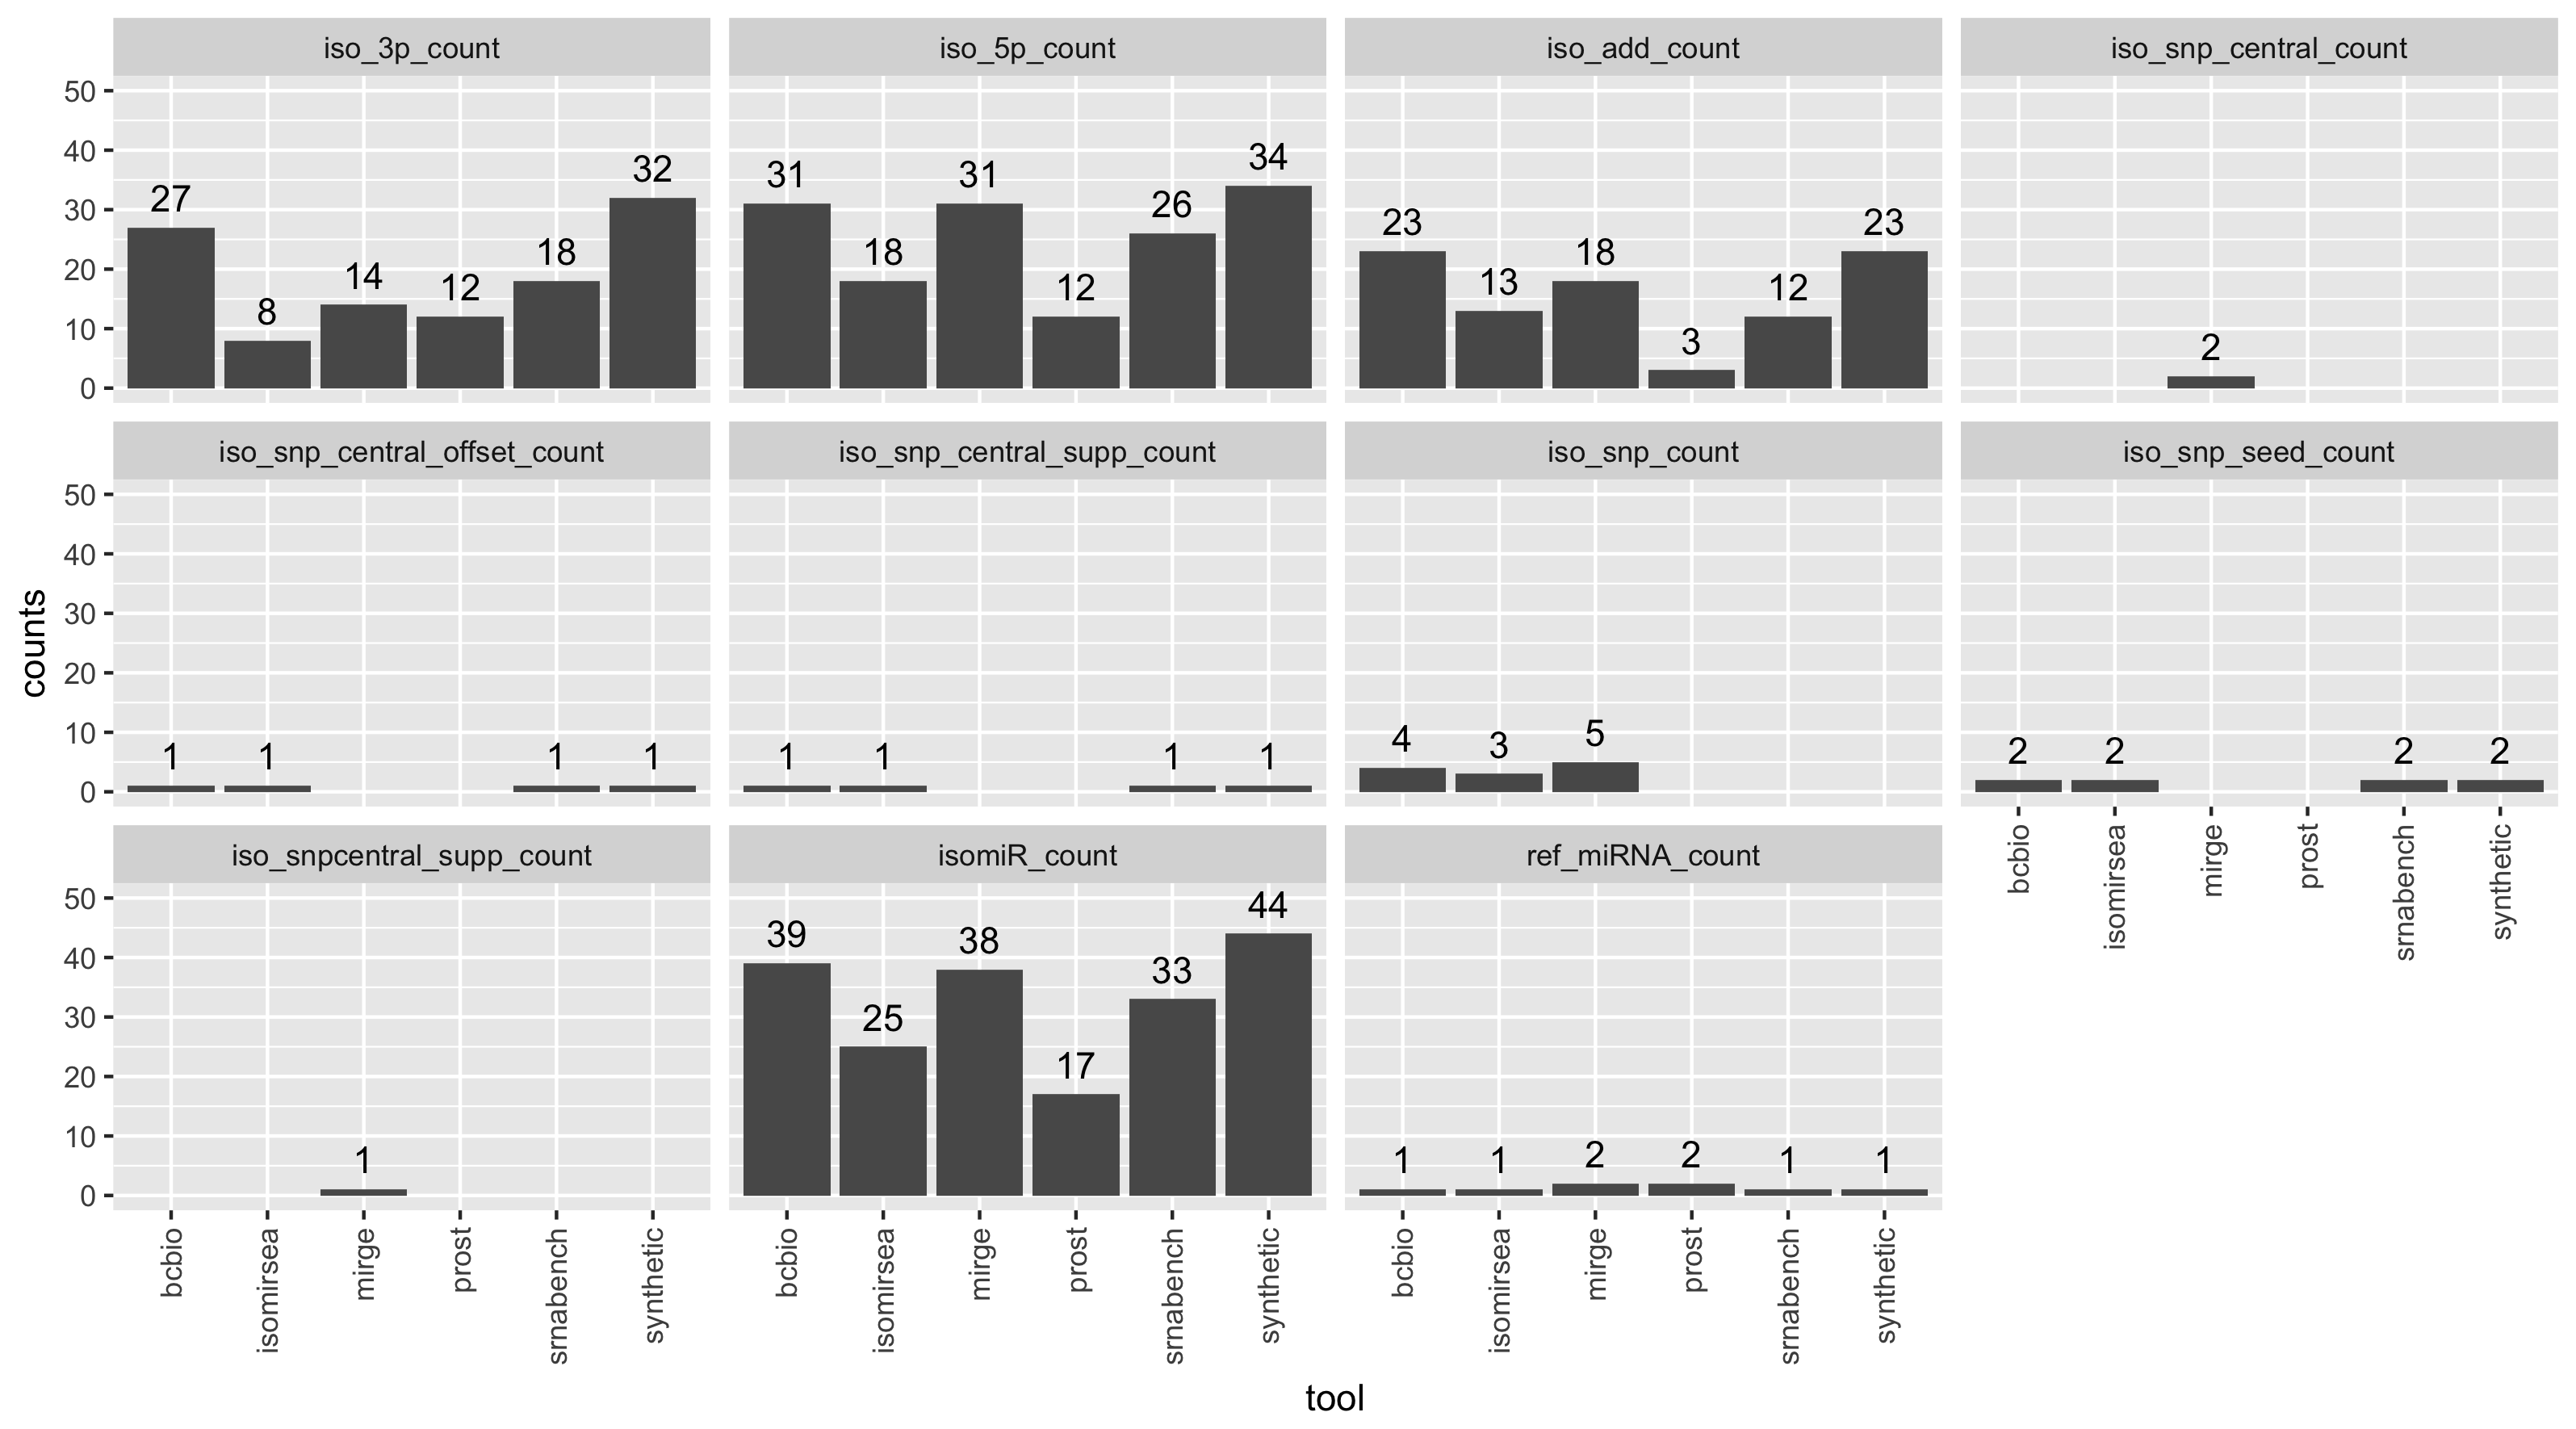 iso_3p_count iso_5p_count iso_add_count iso_snp_central_count
50
40
30
20
10
0
27 8 14 12 18 32
31 18 31 12 26 34
23 13 18 3 12 23
2
iso_snp_central_offset_count iso_snp_central_supp_count iso_snp_count iso_snp_seed_count
50
40
30
20
10
0
1 1 1 1
1 1 1 1
4 3 5
2 2 2 2
bcbio isomirsea mirge prost srnabench synthetic
iso_snpcentral_supp_count isomiR_count ref_miRNA_count
50
40
30
20
10
0
1
39 25 38 17 33 44
1 1 2 2 1 1
bcbio isomirsea mirge prost srnabench synthetic
bcbio isomirsea mirge prost srnabench synthetic
bcbio isomirsea mirge prost srnabench synthetic
counts
tool